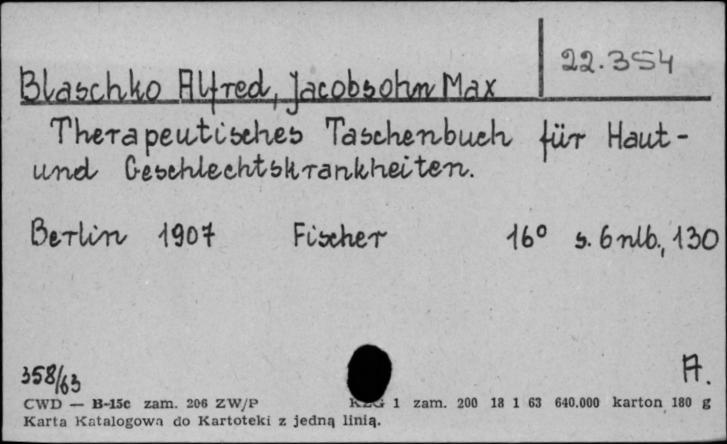 22.354
Blaschko Alfred, Jacobsohn Max
Therapeutisches Taschenbuch für Haut-
und Geschlechtskrankheiten.
Berlin 1907 Fischer 16° s. 6 nlb., 130
358/63
A.
CWD — B-15c zam. 206 ZW/P KZG 1 zam. 200 18 1 63 640.000 karton 180 g
Karta Katalogowa do Kartoteki z jedną linią.